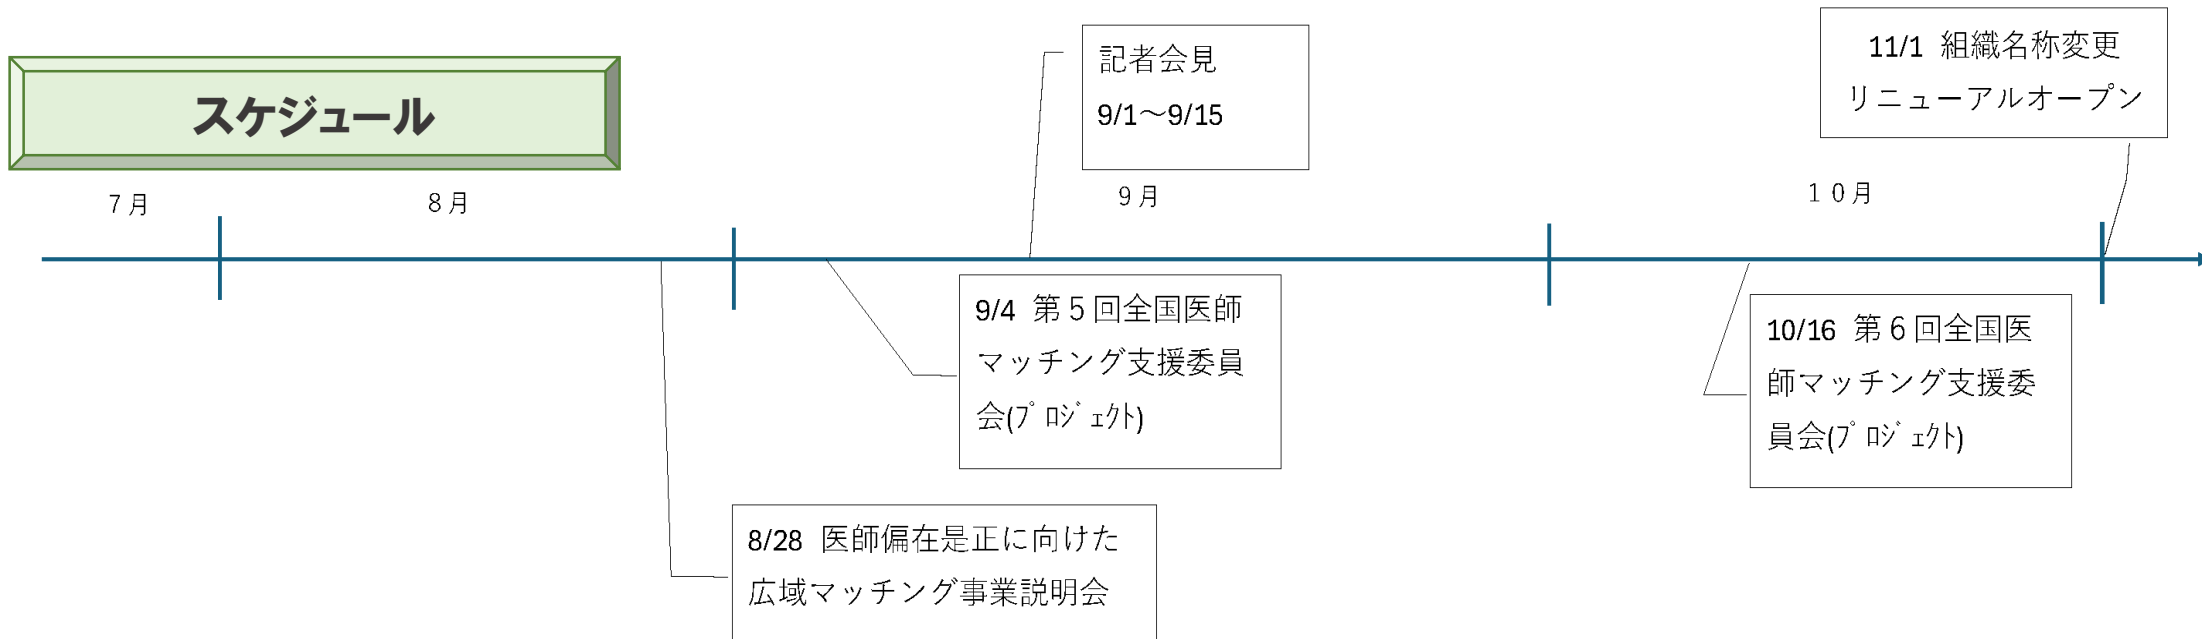 スケジュール
記者会見
9/1~9/15
11/1 組織名称変更
リニューアルオープン
7月
8月
9月
10月
9/4 第5回全国医師
マッチング支援委員
会(ﾌﾟﾛｼﾞｪｸﾄ)
10/16 第6回全国医
師マッチング支援委
員会(ﾌﾟﾛｼﾞｪｸﾄ)
8/28 医師偏在是正に向けた
広域マッチング事業説明会